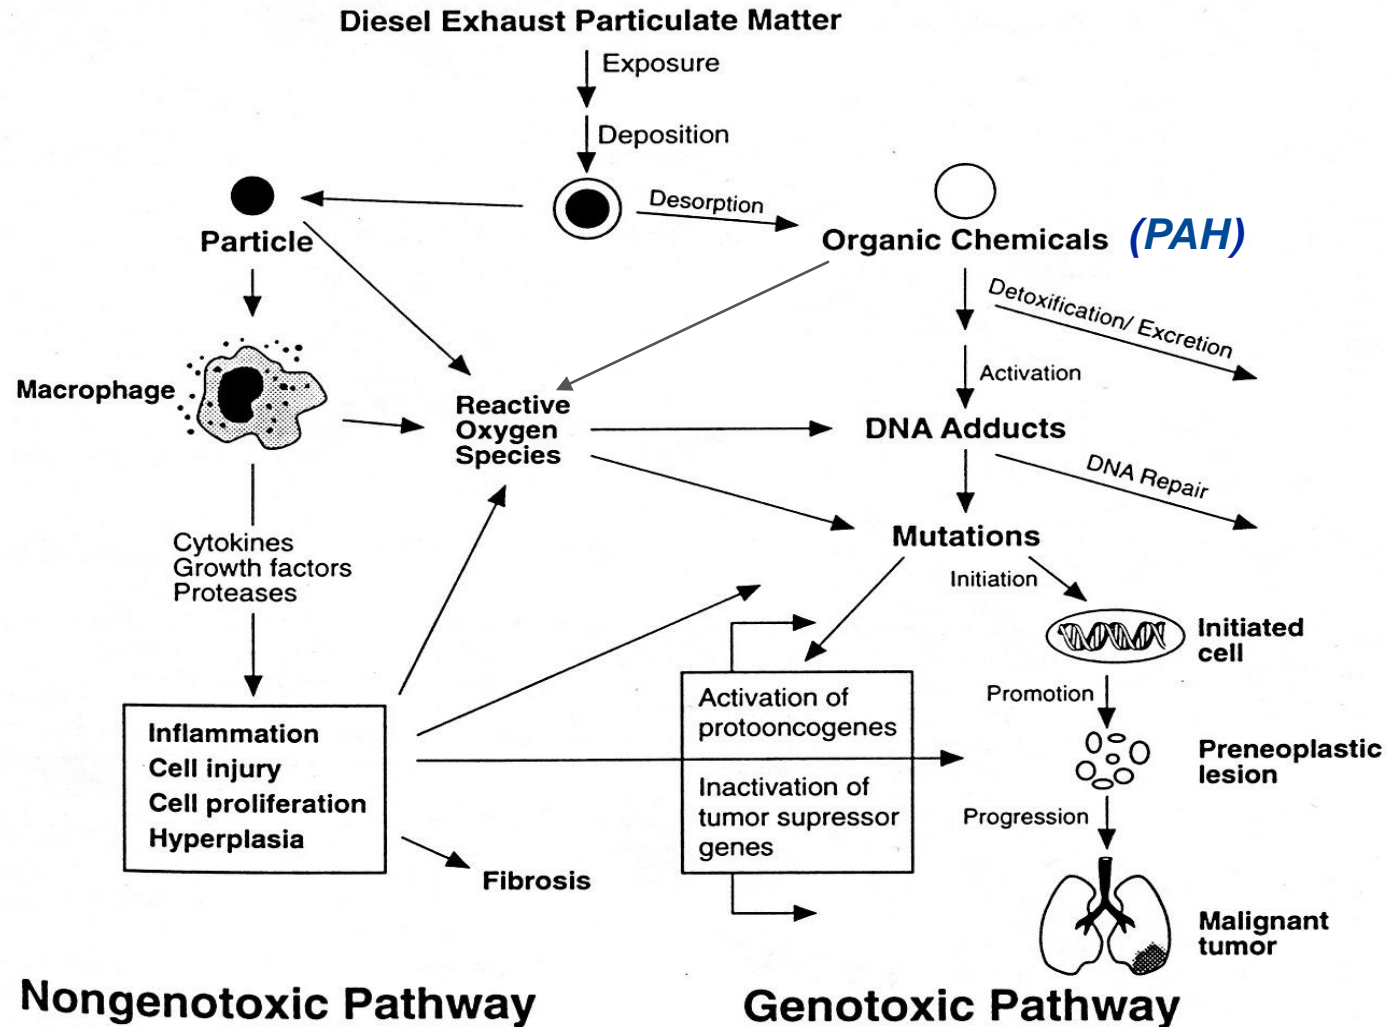 Diesel Exhaust Particulate Matter
Exposure
Deposition
Desorption
Particle
Organic Chemicals (PAH)
Detoxification/ Excretion
Macrophage
Activation
Reactive
Oxygen
Species
DNA Adducts
DNA Repair
Mutations
Cytokines
Growth factors
Proteases
Initiation
Initiated
cell
Promotion
Activation of
protooncogenes
Inflammation
Cell injury
Cell proliferation
Hyperplasia
Preneoplastic
lesion
Inactivation of
tumor supressor
genes
Progression
Fibrosis
Malignant
tumor
Nongenotoxic Pathway
Genotoxic Pathway